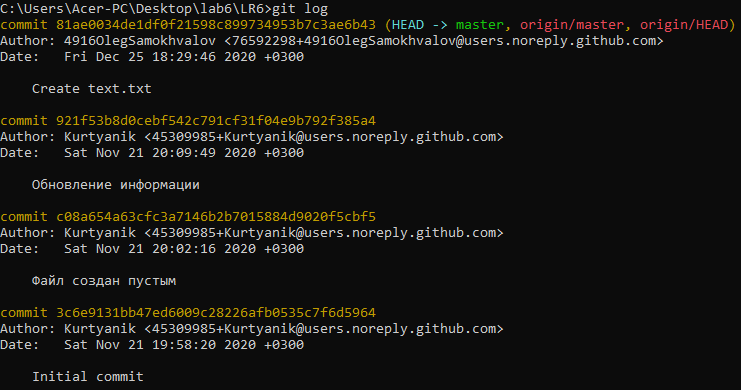 C:\Users\Acer-PC\Desktop\lab6\LR6>git log
commit 81ae0034de1df0f21598c899734953b7c3ae6b43 (HEAD -> master, origin/master, origin/HEAD)
Author: 4916OlegSamokhvalov <76592298+4916OlegSamokhvalov@users.noreply.github.com>
Date:   Fri Dec 25 18:29:46 2020 +0300
Create text.txt
commit 921f53b8d0cebf542c791cf31f04e9b792f385a4
Author: Kurtyanik <45309985+Kurtyanik@users.noreply.github.com>
Date:   Sat Nov 21 20:09:49 2020 +0300
Обновление информации
commit c08a654a63cfc3a7146b2b7015884d9020f5cbf5
Author: Kurtyanik <45309985+Kurtyanik@users.noreply.github.com>
Date:   Sat Nov 21 20:02:16 2020 +0300
Файл создан пустым
commit 3c6e9131bb47ed6009c28226afb0535c7f6d5964
Author: Kurtyanik <45309985+Kurtyanik@users.noreply.github.com>
Date:   Sat Nov 21 19:58:20 2020 +0300
Initial commit